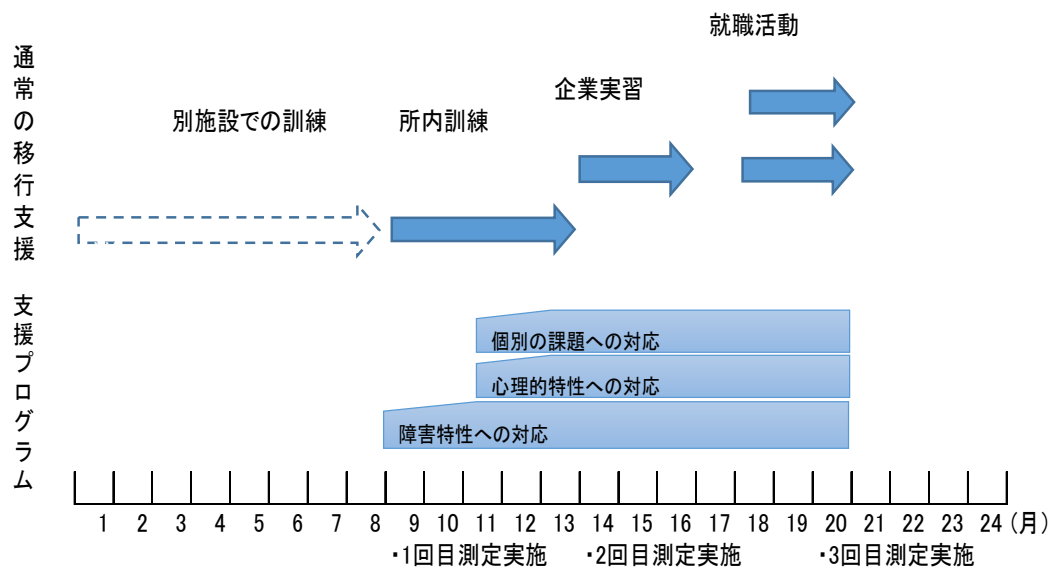 就職活動
企業実習
別施設での訓練
所内訓練
通常の移行支援
支援プログラム
個別の課題への対応
心理的特性への対応
障害特性への対応
1 2 3 4 5 6 7 8 9 10 11 12 13 14 15 16 17 18 19 20 21 22 23 24 (月)
・1回目測定実施 ・2回目測定実施 ・3回目測定実施